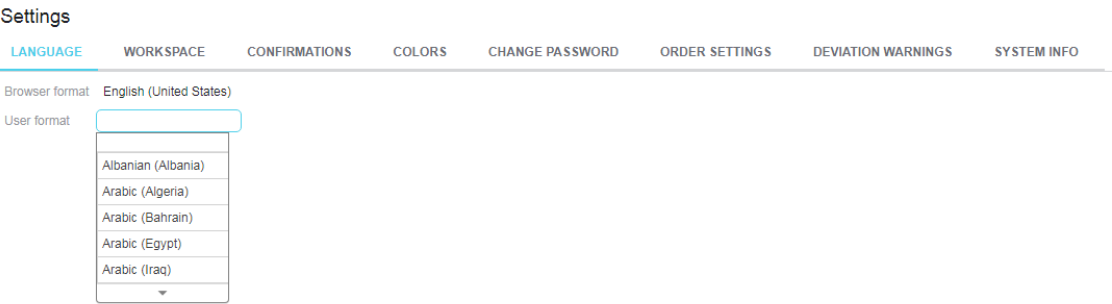 Settings
LANGUAGE WORKSPACE CONFIRMATIONS COLORS CHANGE PASSWORD ORDER SETTINGS DEVIATION WARNINGS SYSTEM INFO
Browser format English (United States)
User format
Albanian (Albania)
Arabic (Algeria)
Arabic (Bahrain)
Arabic (Egypt)
Arabic (Iraq)